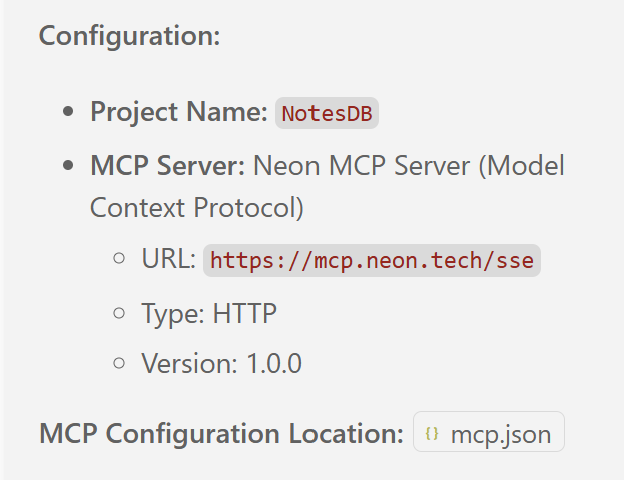 Configuration:
• Project Name: NotesDB
• MCP Server: Neon MCP Server (Model
Context Protocol)
○ URL: https://mcp.neon.tech/sse
○ Type: HTTP
○ Version: 1.0.0
MCP Configuration Location: {} mcp.json